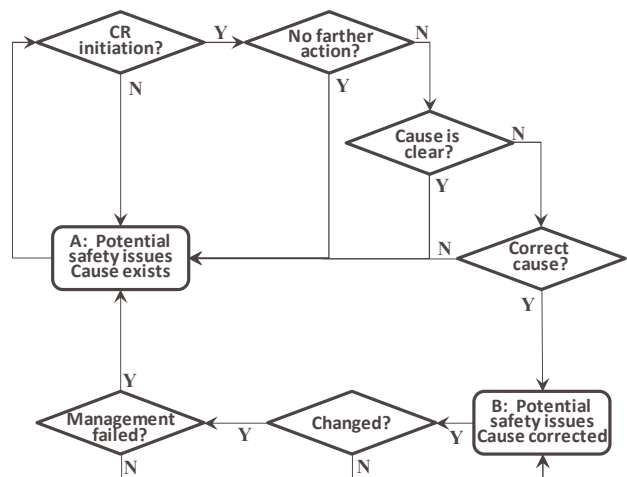 CR
initiation?
Y
No farther
action?
N
N
Y
Cause is
clear?
N
Y
A: Potential
safety issues
Cause exists
N
Correct
cause?
Y
Y
Management
failed?
Y
Changed?
Y
B: Potential
safety issues
Cause corrected
N
N